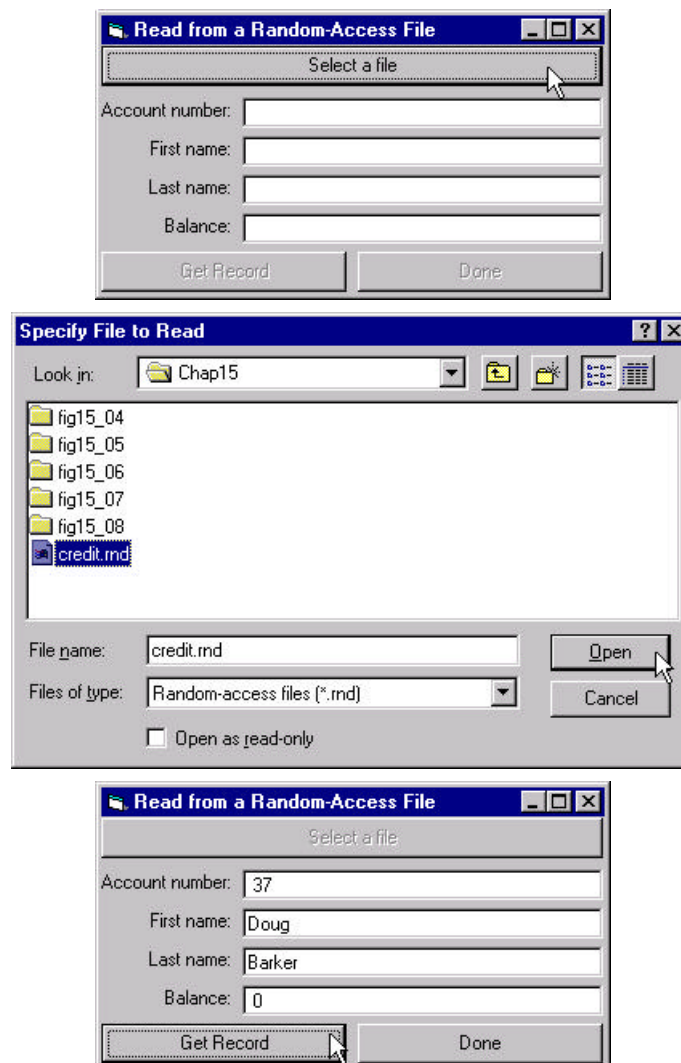 Read from a Random-Access File
Select a file
Account number:
First name:
Last name:
Balance:
Get Record Done
Specify File to Read
Look in: Chap15
fig15_04
fig15_05
fig15_06
fig15_07
fig15_08
credit.rnd
File name: credit.rnd Open
Files of type: Random-access files (*.rnd) Cancel
Open as read-only
Read from a Random-Access File
Select a file
Account number: 37
First name: Doug
Last name: Barker
Balance: 0
Get Record Done